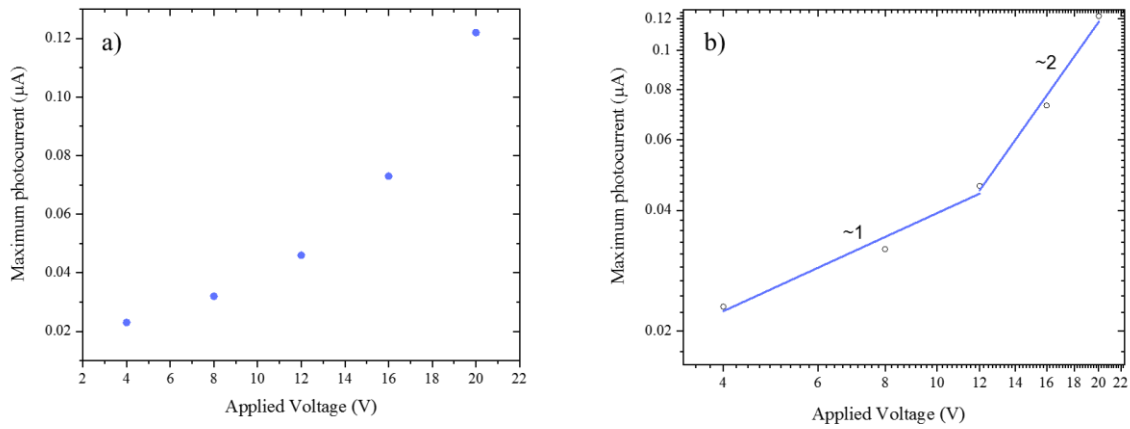 a)
Maximum photocurrent (µA)
0.12
0.10
0.08
0.06
0.04
0.02
2 4 6 8 10 12 14 16 18 20 22
Applied Voltage (V)
b)
Maximum photocurrent (µA)
0.12
0.1
0.08
0.06
0.04
0.02
~1
~2
4 6 8 10 12 14 16 18 20 22
Applied Voltage (V)